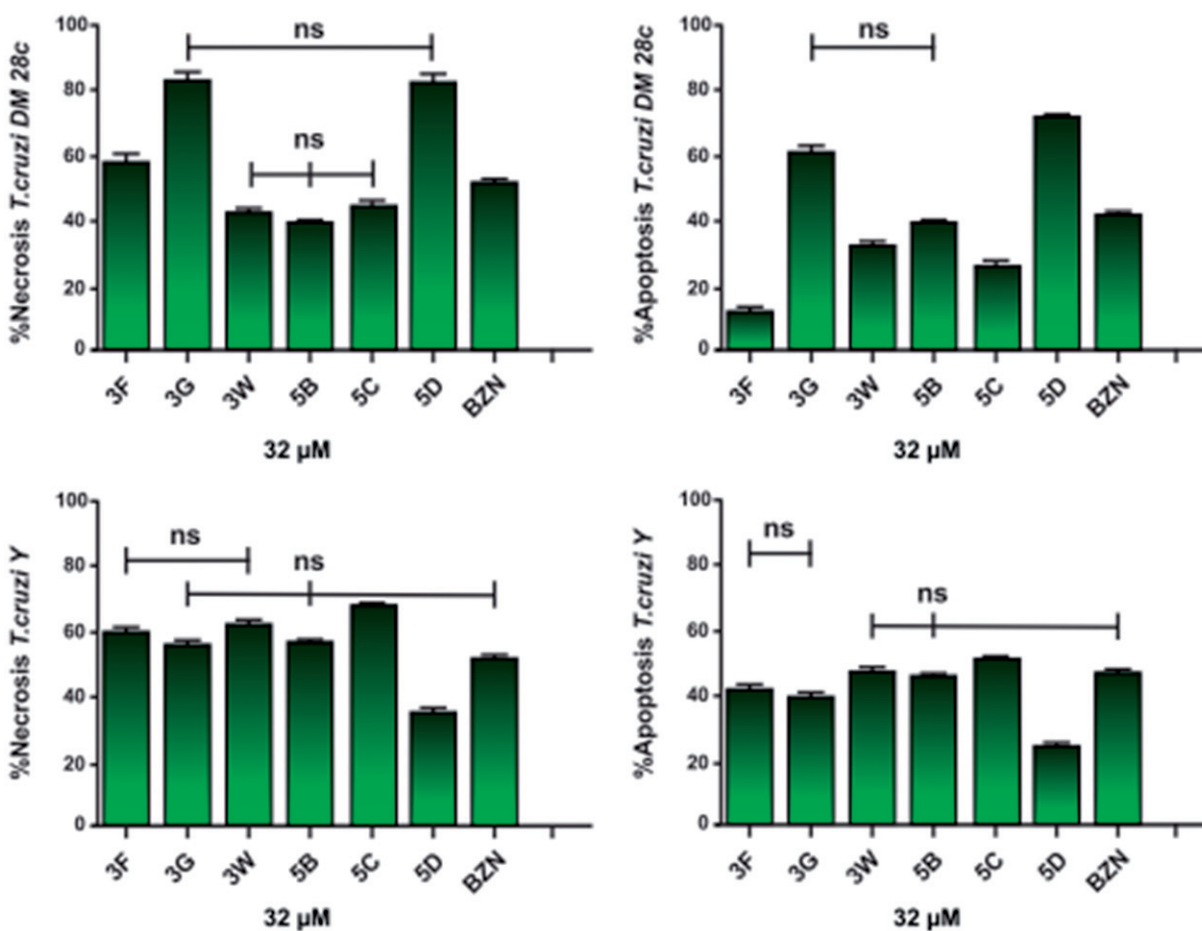 %Necrosis T.cruzi DM 28c
100
80
60
40
20
0
ns
ns
3F 3G 3W 5B 5C 5D BZN
32 µM
%Apoptosis T.cruzi DM 28c
100
80
60
40
20
0
ns
3F 3G 3W 5B 5C 5D BZN
32 µM
%Necrosis T.cruzi Y
100
80
60
40
20
0
ns
ns
3F 3G 3W 5B 5C 5D BZN
32 µM
%Apoptosis T.cruzi Y
100
80
60
40
20
0
ns
ns
3F 3G 3W 5B 5C 5D BZN
32 µM